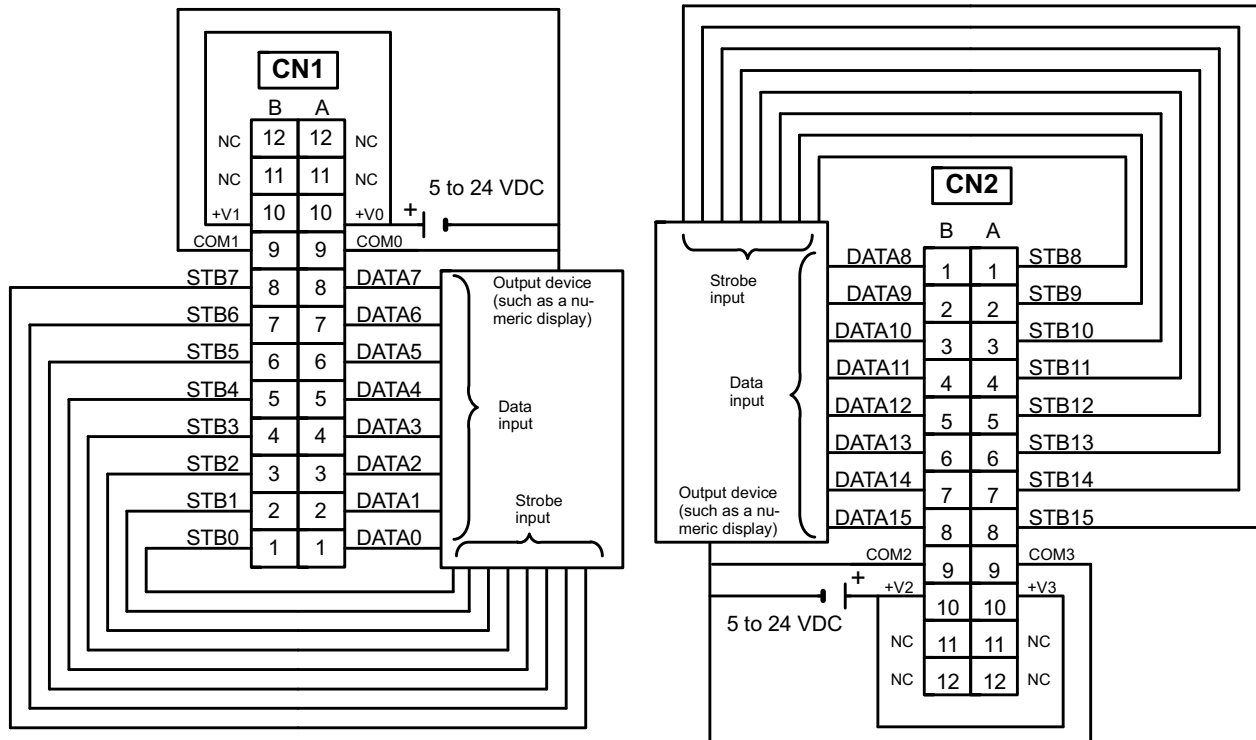 CN1
B A
NC 12 12 NC
NC 11 11 NC
5 to 24 VDC
+V1 10 10 +V0 +
COM1 9 9 COM0
STB7 8 8 DATA7
STB6 7 7 DATA6
STB5 6 6 DATA5
STB4 5 5 DATA4
STB3 4 4 DATA3
STB2 3 3 DATA2
STB1 2 2 DATA1
STB0 1 1 DATA0
Output device
(such as a nu-
meric display)
Data
input
Strobe
input
CN2
B A
Strobe
input
DATA8 1 1 STB8
DATA9 2 2 STB9
DATA10 3 3 STB10
DATA11 4 4 STB11
DATA12 5 5 STB12
DATA13 6 6 STB13
DATA14 7 7 STB14
DATA15 8 8 STB15
Data
input
Output device
(such as a nu-
meric display)
COM2 9 9 COM3
+ +V2 10 10 +V3
5 to 24 VDC
NC 11 11 NC
NC 12 12 NC